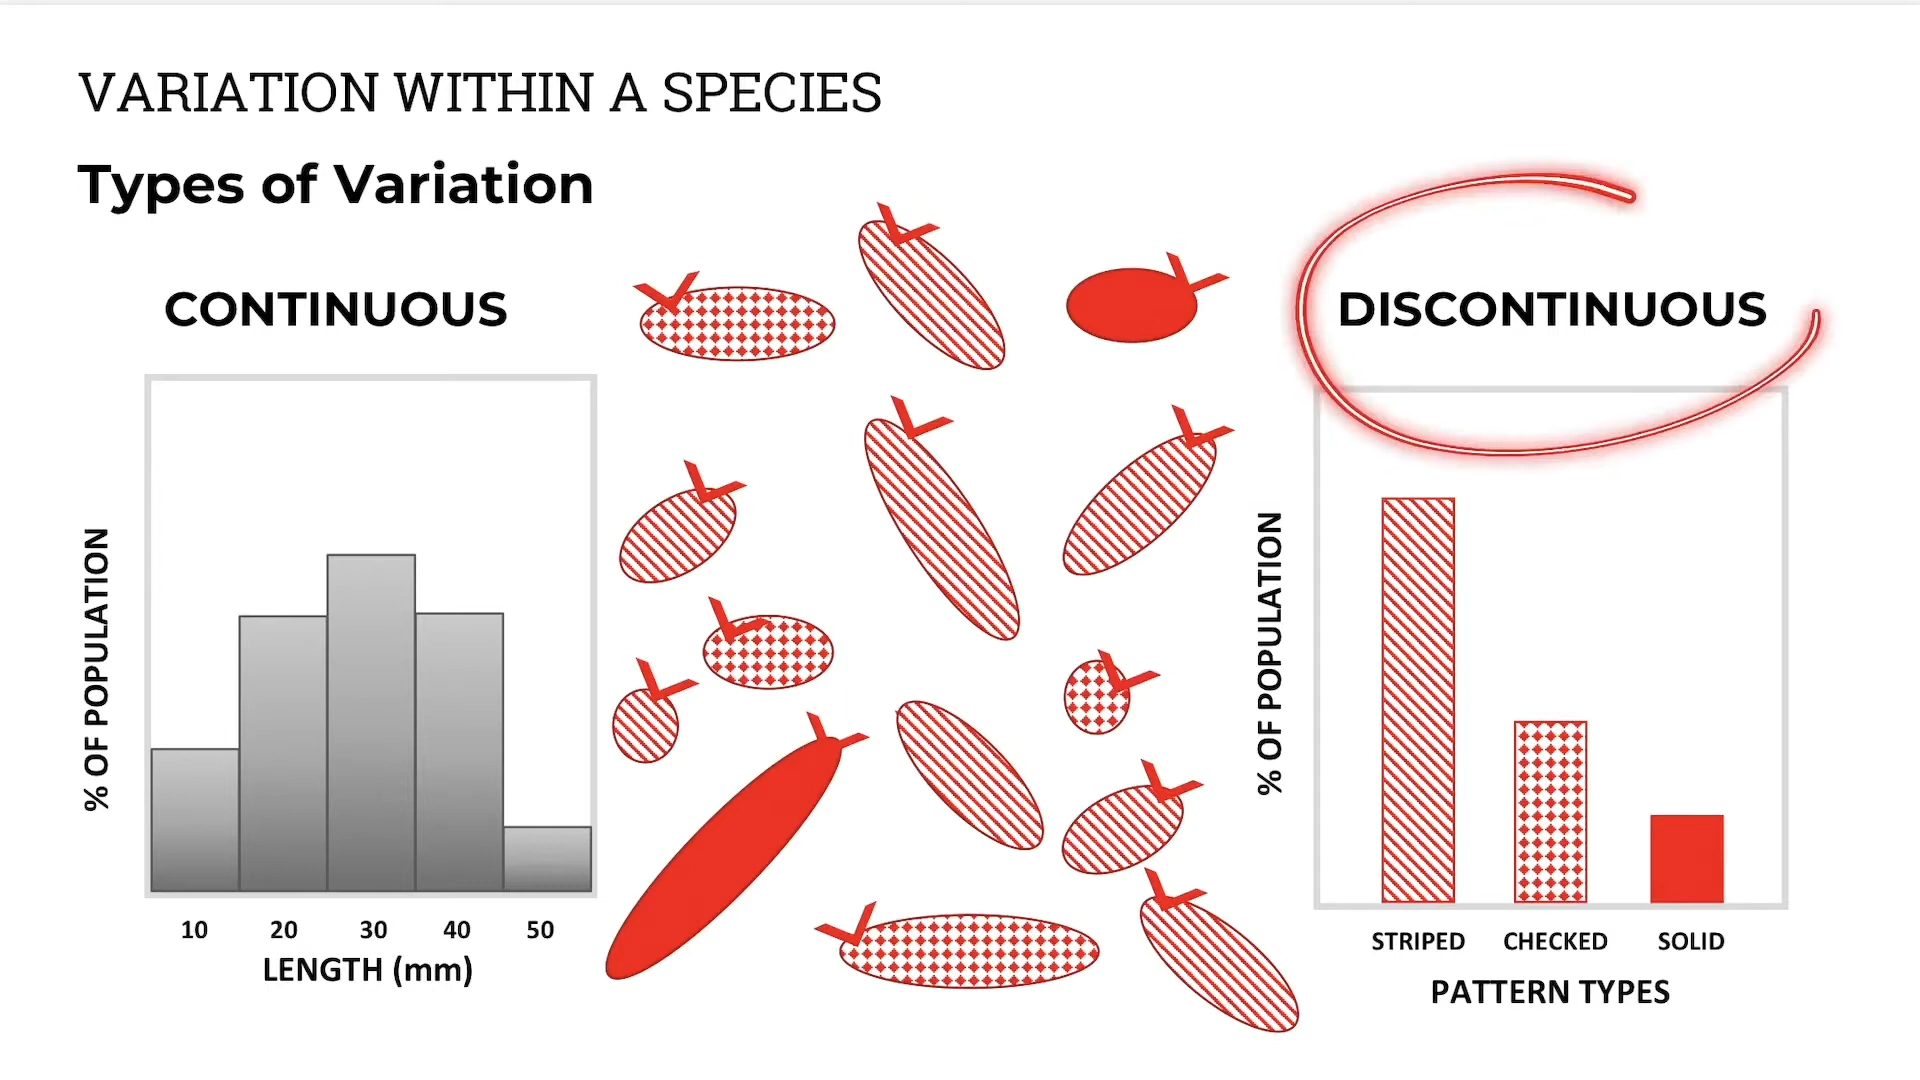 VARIATION WITHIN A SPECIES
Types of Variation
CONTINUOUS
% OF POPULATION
10 20 30 40 50
LENGTH (mm)
DISCONTINUOUS
% OF POPULATION
STRIPED CHECKED SOLID
PATTERN TYPES